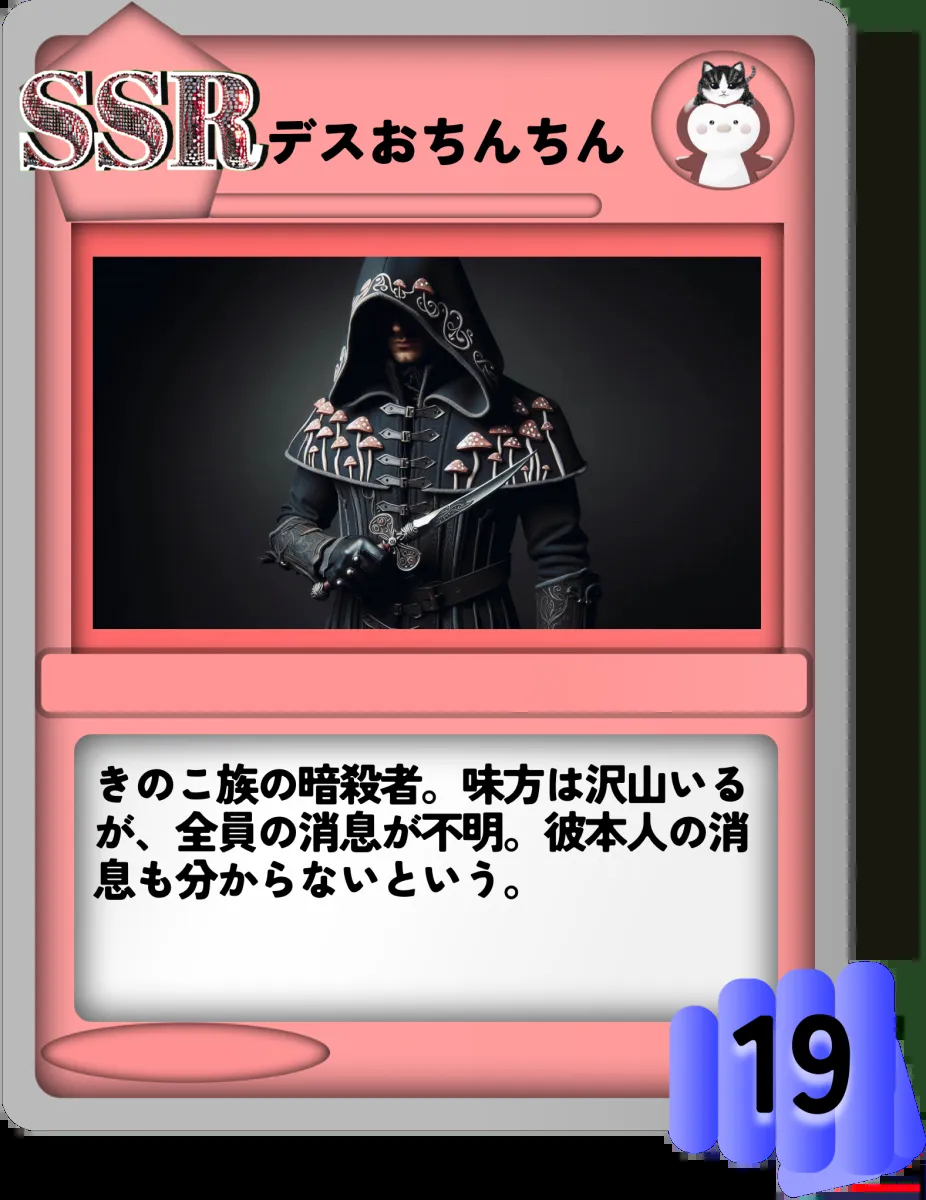 SSR
デスおちんちん
きのこ族の暗殺者。味方は沢山いる
が、全員の消息が不明。彼本人の消
息も分からないという。
19